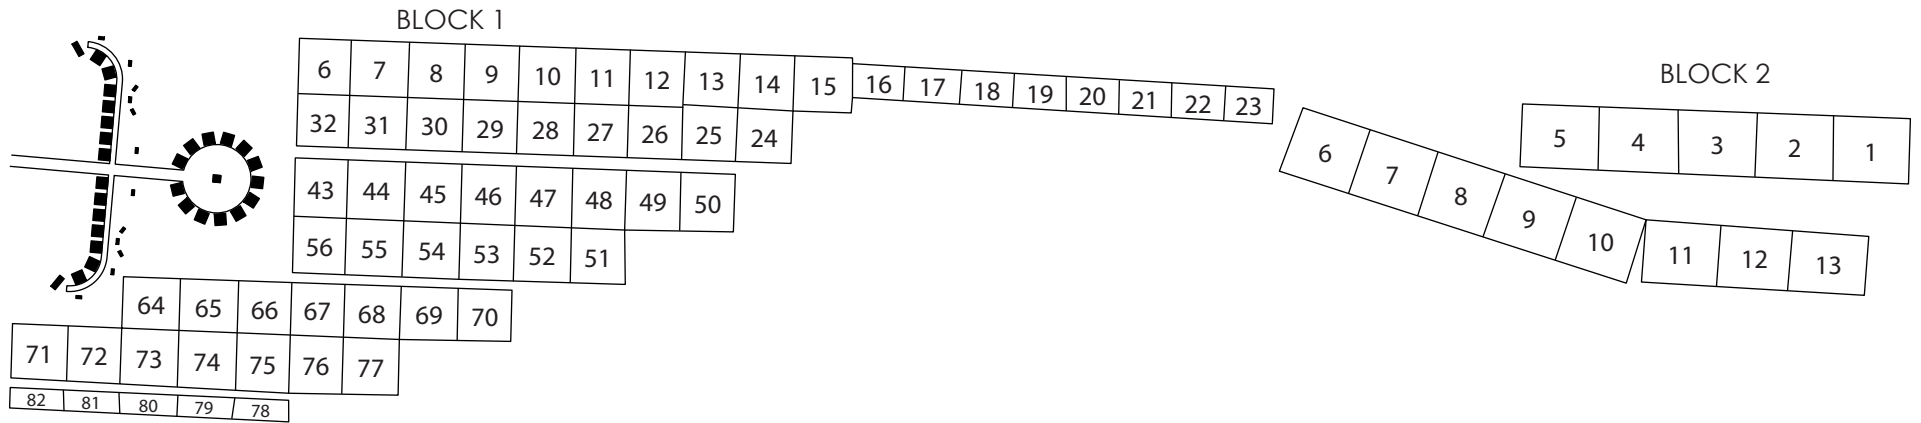 BLOCK 1
6 7 8 9 10 11 12 13 14 15 16 17 18 19 20 21 22 23
32 31 30 29 28 27 26 25 24
43 44 45 46 47 48 49 50
56 55 54 53 52 51
64 65 66 67 68 69 70
71 72 73 74 75 76 77
82 81 80 79 78
BLOCK 2
5 4 3 2 1
6 7 8 9 10 11 12 13